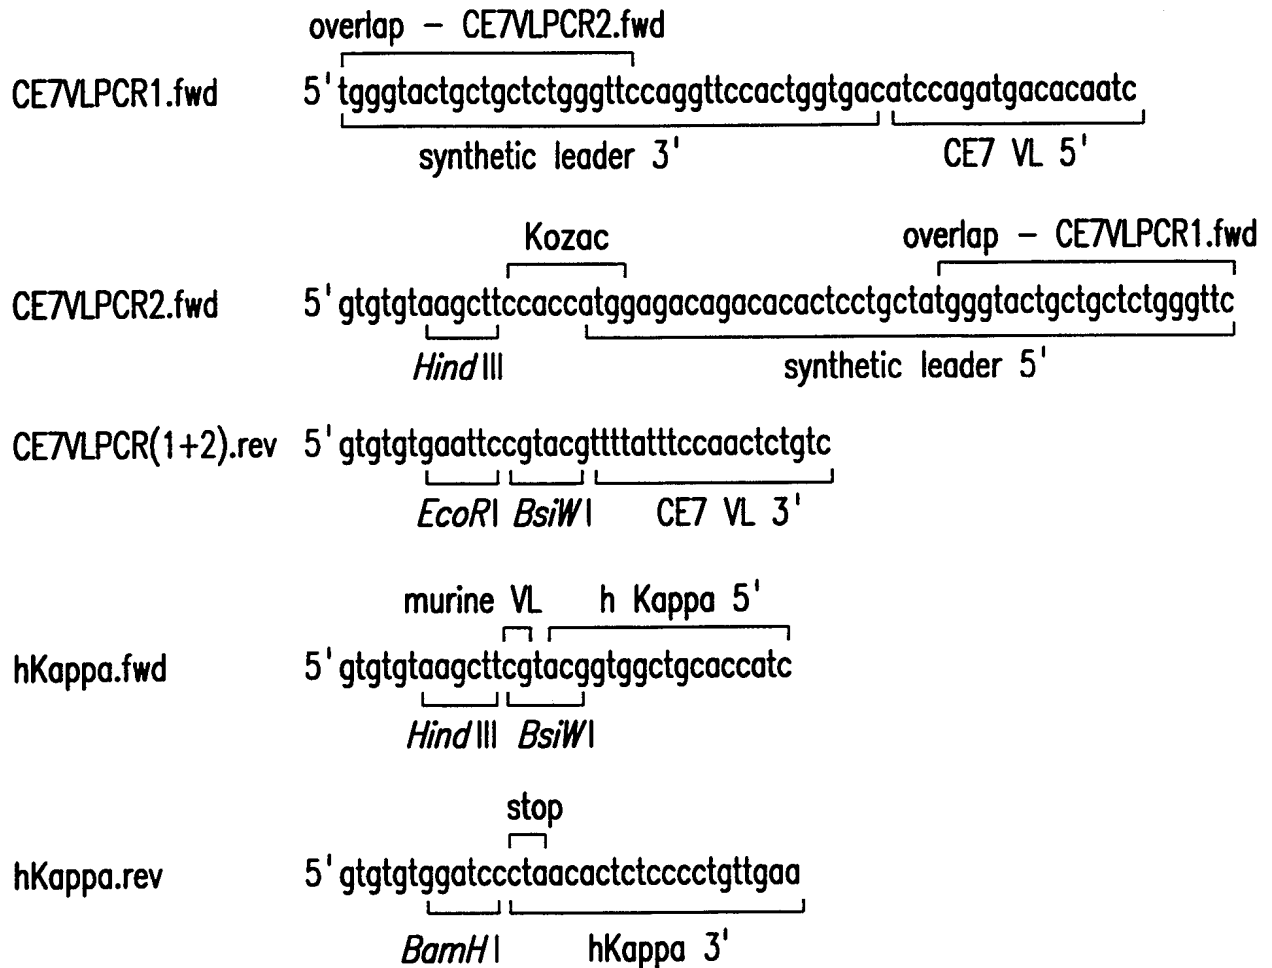 overlap – CE7VLPCR2.fwd
CE7VLPCR1.fwd 5'tgggtactgctgctctgggttccaggttccactggtgacatccagatgacacaatc
synthetic leader 3' CE7 VL 5'
Kozac overlap – CE7VLPCR1.fwd
CE7VLPCR2.fwd 5'gtgtgtaagcttccaccatggagacagacacactcctgctatgggtactgctgctctgggttc
HindIII synthetic leader 5'
CE7VLPCR(1+2).rev 5'gtgtgtgaattccgtacgttttatttccaactctgtc
EcoRI BsiWI CE7 VL 3'
murine VL h Kappa 5'
hKappa.fwd 5'gtgtgtaagcttcgtacggtggctgcaccatc
HindIII BsiWI
stop
hKappa.rev 5'gtgtgtggatccctaacactctcccctgttgaa
BamHI hKappa 3'